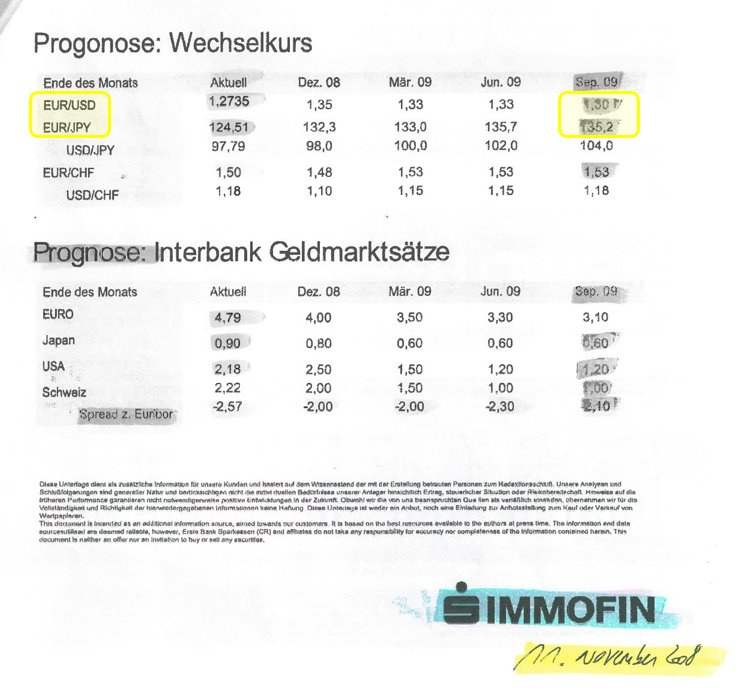 Progonose: Wechselkurs
Ende des Monats Aktuell Dez. 08 Mär. 09 Jun. 09 Sep. 09
EUR/USD 1,2735 1,35 1,33 1,33 1,30
EUR/JPY 124,51 132,3 133,0 135,7 135,2
USD/JPY 97,79 98,0 100,0 102,0 104,0
EUR/CHF 1,50 1,48 1,53 1,53 1,53
USD/CHF 1,18 1,10 1,15 1,15 1,18
Prognose: Interbank Geldmarktsätze
Ende des Monats Aktuell Dez. 08 Mär. 09 Jun. 09 Sep. 09
EURO 4,79 4,00 3,50 3,30 3,10
Japan 0,90 0,80 0,60 0,60 0,60
USA 2,18 2,50 1,50 1,20 1,20
Schweiz 2,22 2,00 1,50 1,00 1,00
Spread z. Euribor -2,57 -2,00 -2,00 -2,30 -2,10
Diese Unterlage dient als zusätzliche Information für unsere Kunden und basiert auf dem Wissensstand der mit der Erstellung betrauten Personen zum Redaktionsschluß. Unsere Analysen und
Schlußfolgerungen sind genereller Natur und berücksichtigen nicht die individuellen Bedürfnisse unserer Anleger hinsichtlich Ertrag, steuerlicher Situation oder Risikobereitschaft. Hinweise auf die
früheren Performance garantieren nicht notwendigerweise positive Entwicklungen in der Zukunft. Obwohl wir die von uns beanspruchten Quellen als verläßlich einstufen, übernehmen wir für die
Vollständigkeit und Richtigkeit der hier wiedergegebenen Informationen keine Haftung. Diese Unterlage ist weder ein Anbot, noch eine Einladung zur Anbotsstellung zum Kauf oder Verkauf von
Wertpapieren.
This document is intended as an additional information source, aimed towards our customers. It is based on the best resources available to the authors at press time. The information and data
sources utilised are deemed reliable, however, Erste Bank Sparkassen (CR) and affiliates do not take any responsibility for accuracy nor completeness of the information contained herein. This
document is neither an offer nor an invitation to buy or sell any securities.
IMMOFIN
11. November 2008